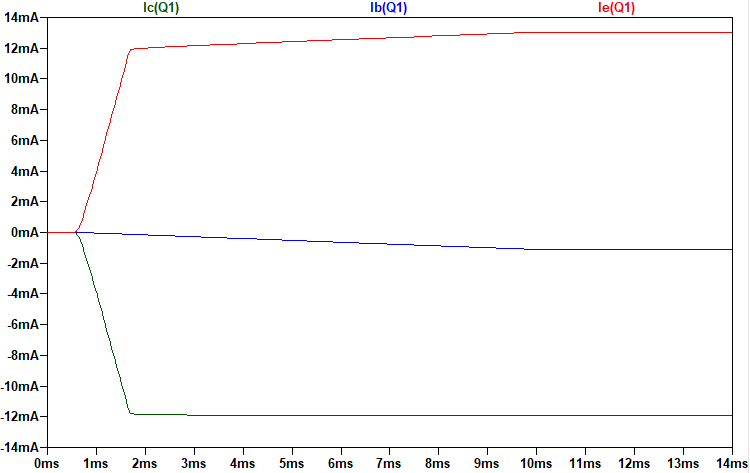 Ic(Q1) Ib(Q1) Ie(Q1)
14mA
12mA
10mA
8mA
6mA
4mA
2mA
0mA
-2mA
-4mA
-6mA
-8mA
-10mA
-12mA
-14mA
0ms 1ms 2ms 3ms 4ms 5ms 6ms 7ms 8ms 9ms 10ms 11ms 12ms 13ms 14ms